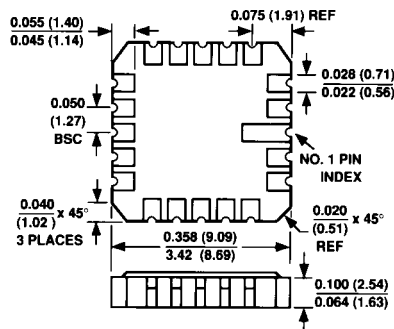 0.055 (1.40)
0.045 (1.14)
0.075 (1.91) REF
0.028 (0.71)
0.022 (0.56)
0.050
(1.27)
BSC
NO. 1 PIN
INDEX
0.040
(1.02) x 45°
3 PLACES
0.020
(0.51) x 45°
REF
0.358 (9.09)
3.42 (8.69)
0.100 (2.54)
0.064 (1.63)